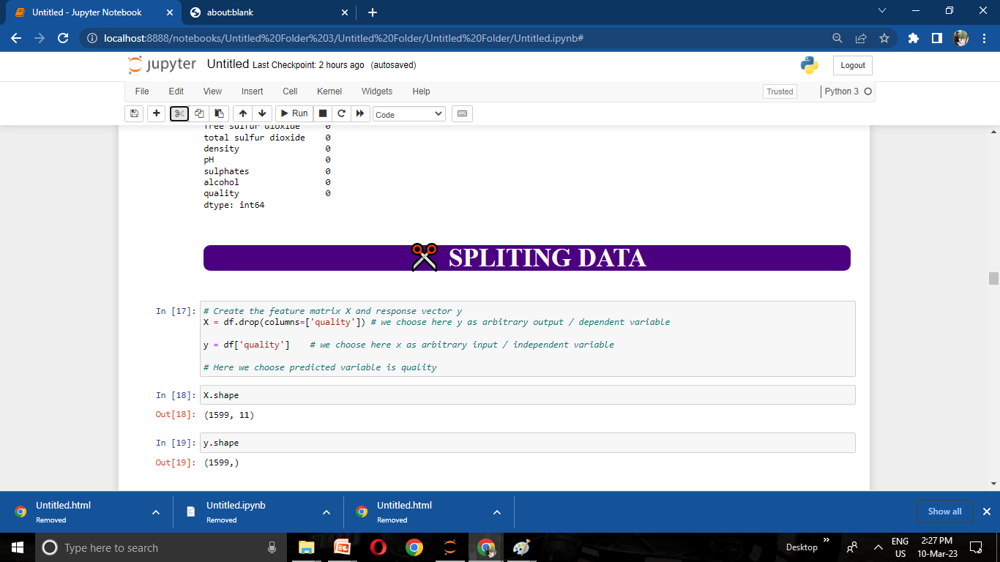 Untitled - Jupyter Notebook
about:blank
localhost:8888/notebooks/Untitled%20Folder%203/Untitled%20Folder/Untitled%20Folder/Untitled.ipynb#
jupyter Untitled Last Checkpoint: 2 hours ago (autosaved)
Logout
File Edit View Insert Cell Kernel Widgets Help
Trusted
Python 3
Run
Code
free sulfur dioxide 0
total sulfur dioxide 0
density 0
pH 0
sulphates 0
alcohol 0
quality 0
dtype: int64
SPLITING DATA
In [17]: # Create the feature matrix X and response vector y
X = df.drop(columns=['quality']) # we choose here y as arbitrary output / dependent variable
y = df['quality'] # we choose here x as arbitrary input / independent variable
# Here we choose predicted variable is quality
In [18]: X.shape
Out[18]: (1599, 11)
In [19]: y.shape
Out[19]: (1599,)
Untitled.html
Removed
Untitled.ipynb
Removed
Untitled.html
Removed
Show all
Type here to search
Desktop
ENG
US
2:27 PM
10-Mar-23